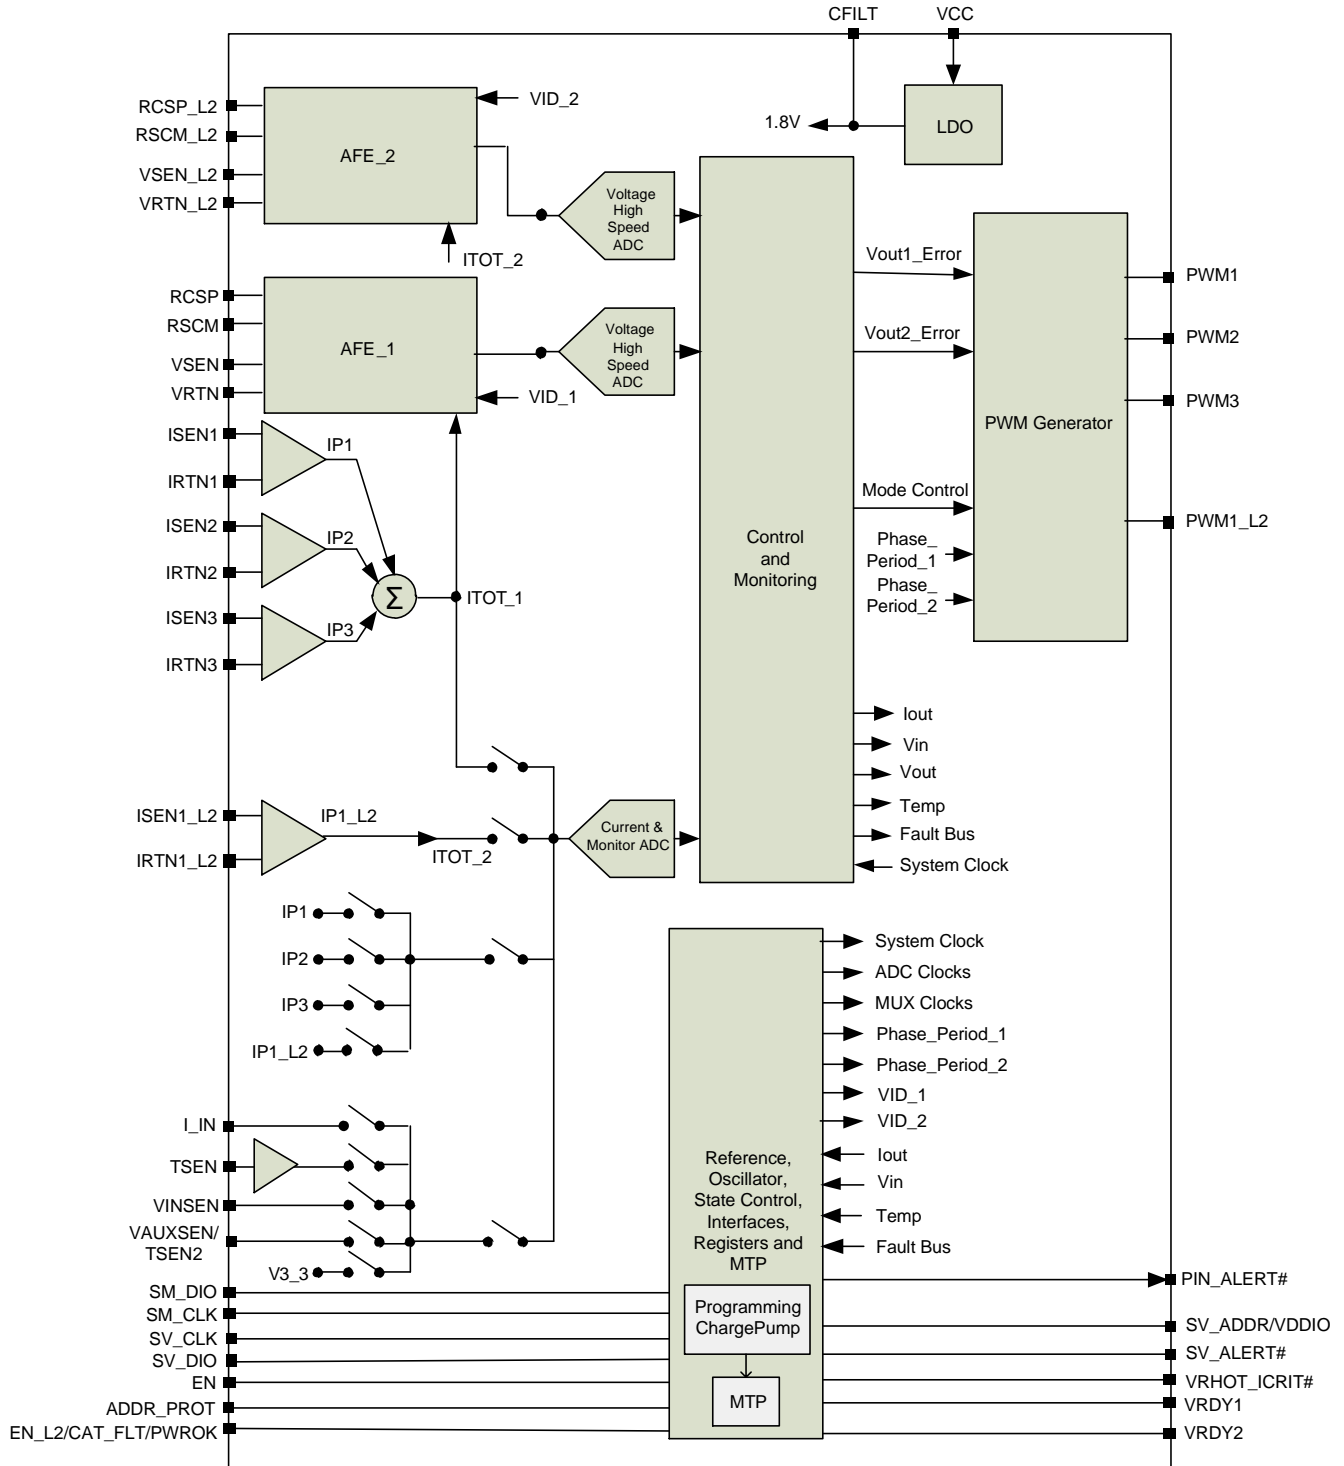 CFILT
VCC
RCSP_L2
RSCM_L2
VSEN_L2
VRTN_L2
AFE_2
VID_2
ITOT_2
Voltage
High
Speed
ADC
1.8V
LDO
RCSP
RSCM
VSEN
VRTN
AFE_1
VID_1
Voltage
High
Speed
ADC
Vout1_Error
Vout2_Error
Mode Control
Phase_
Period_1
Phase_
Period_2
PWM Generator
PWM1
PWM2
PWM3
PWM1_L2
ISEN1
IRTN1
ISEN2
IRTN2
ISEN3
IRTN3
IP1
IP2
IP3
Σ
ITOT_1
Control
and
Monitoring
Iout
Vin
Vout
Temp
Fault Bus
System Clock
ISEN1_L2
IRTN1_L2
IP1_L2
ITOT_2
Current &
Monitor ADC
IP1
IP2
IP3
IP1_L2
I_IN
TSEN
VINSEN
VAUXSEN/
TSEN2
V3_3
SM_DIO
SM_CLK
SV_CLK
SV_DIO
EN
ADDR_PROT
EN_L2/CAT_FLT/PWROK
Reference,
Oscillator,
State Control,
Interfaces,
Registers and
MTP
Programming
ChargePump
MTP
System Clock
ADC Clocks
MUX Clocks
Phase_Period_1
Phase_Period_2
VID_1
VID_2
Iout
Vin
Temp
Fault Bus
PIN_ALERT#
SV_ADDR/VDDIO
SV_ALERT#
VRHOT_ICRIT#
VRDY1
VRDY2